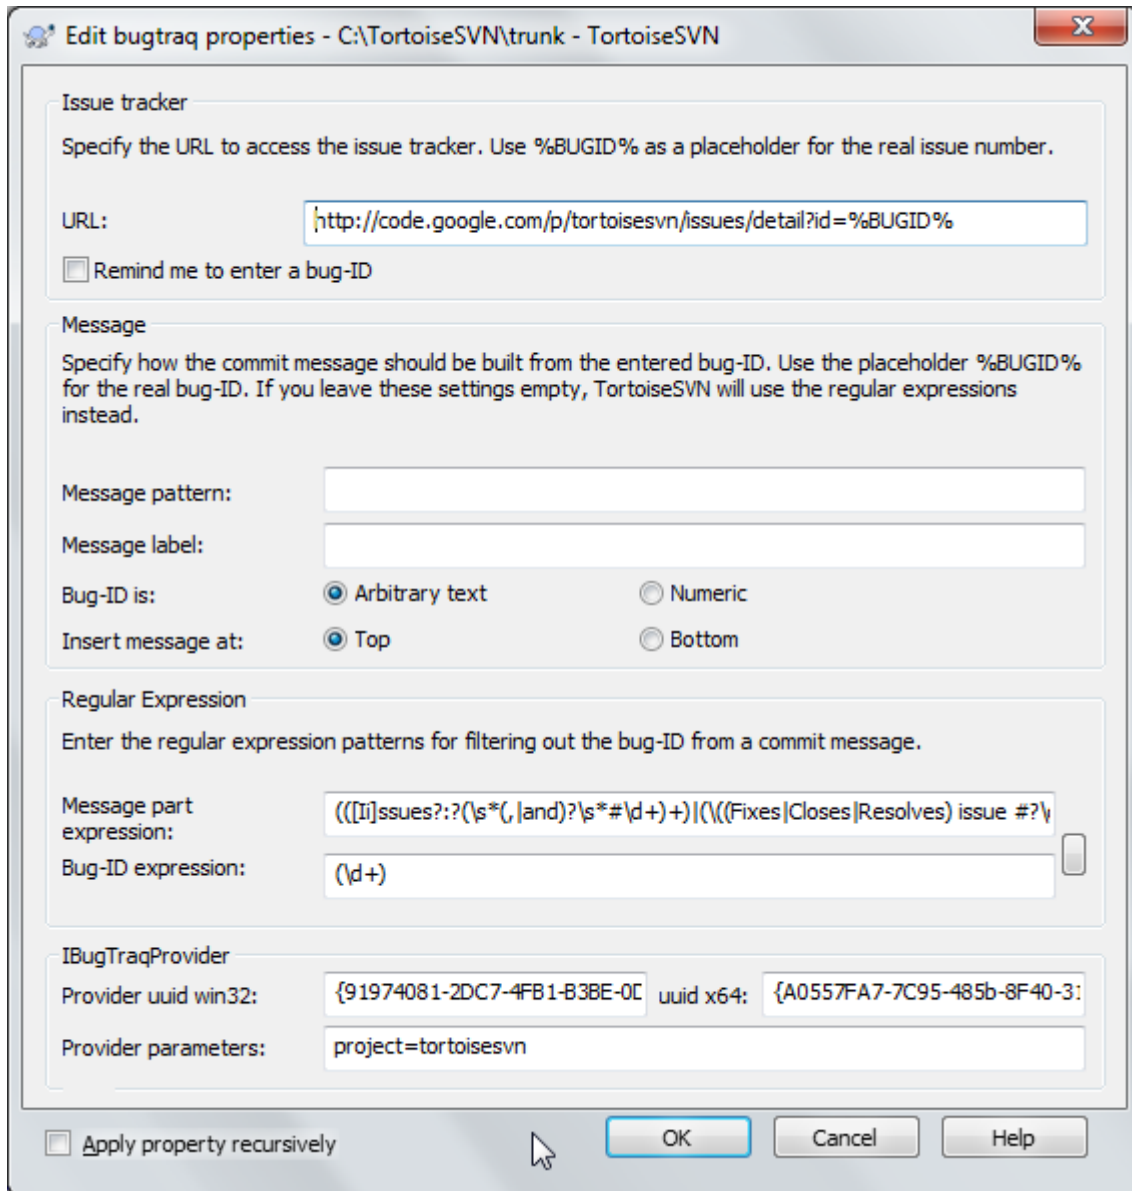 Edit bugtraq properties - C:\TortoiseSVN\trunk - TortoiseSVN
Issue tracker
Specify the URL to access the issue tracker. Use %BUGID% as a placeholder for the real issue number.
URL: http://code.google.com/p/tortoisesvn/issues/detail?id=%BUGID%
Remind me to enter a bug-ID
Message
Specify how the commit message should be built from the entered bug-ID. Use the placeholder %BUGID%
for the real bug-ID. If you leave these settings empty, TortoiseSVN will use the regular expressions
instead.
Message pattern:
Message label:
Bug-ID is: Arbitrary text Numeric
Insert message at: Top Bottom
Regular Expression
Enter the regular expression patterns for filtering out the bug-ID from a commit message.
Message part
expression:
(([Ii]ssues?:?(\s*(,|and)?\s*#\d+)+)|(\((Fixes|Closes|Resolves) issue #?\
Bug-ID expression: (\d+)
IBugTraqProvider
Provider uuid win32: {91974081-2DC7-4FB1-B3BE-0D uuid x64: {A0557FA7-7C95-485b-8F40-31
Provider parameters: project=tortoisesvn
Apply property recursively OK Cancel Help